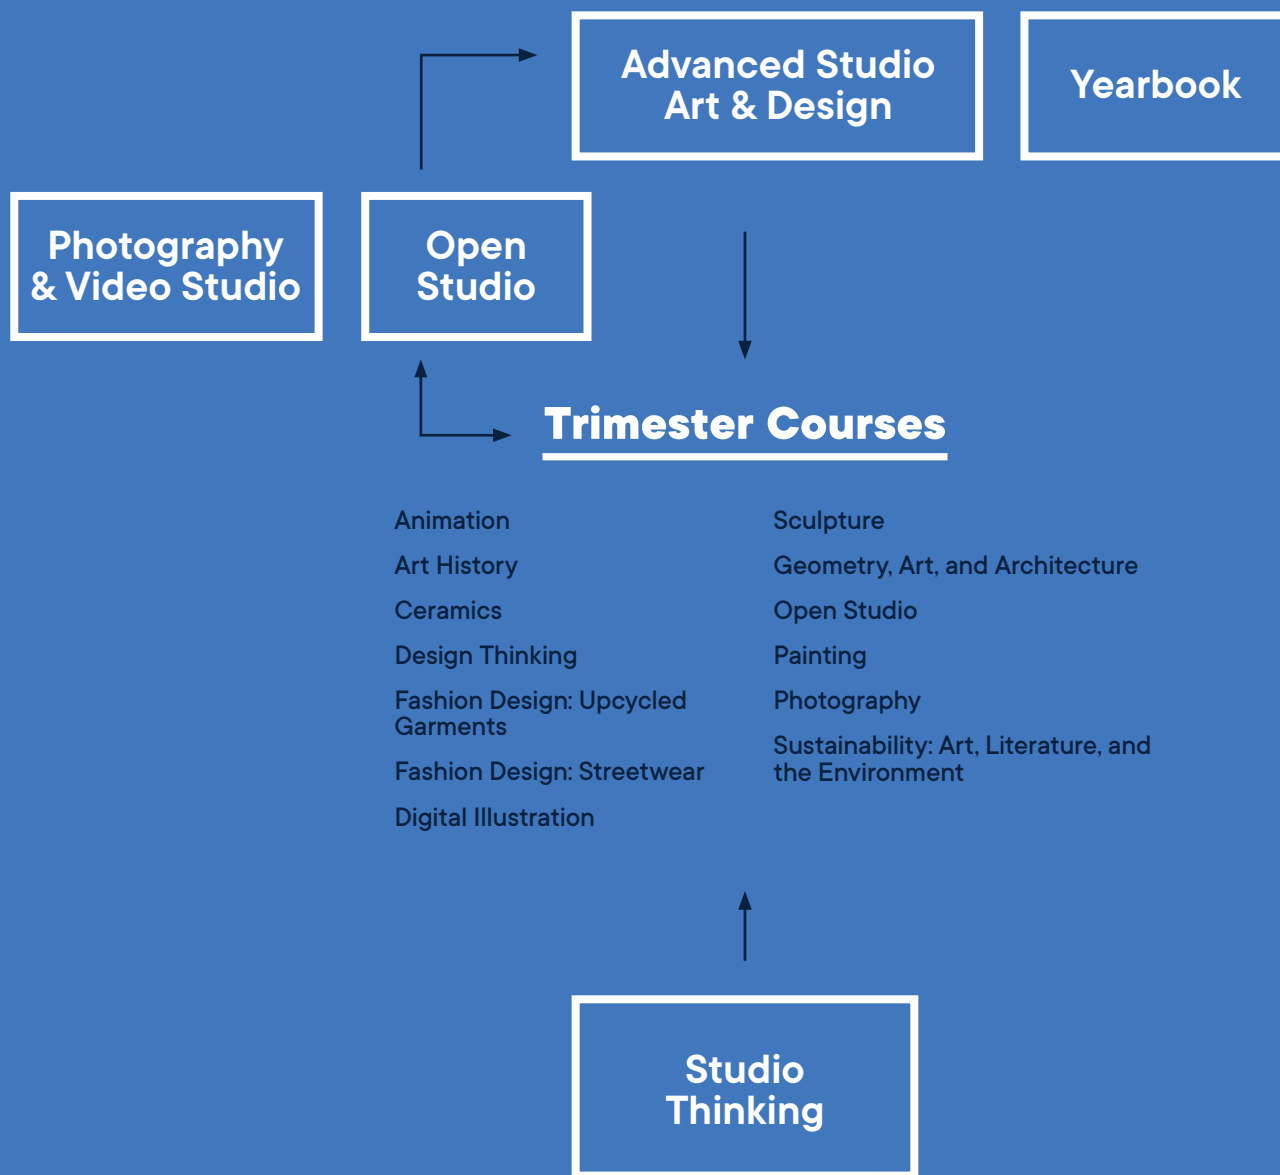 Advanced Studio
Art & Design
Yearbook
Photography
& Video Studio
Open
Studio
Trimester Courses
Animation
Art History
Ceramics
Design Thinking
Fashion Design: Upcycled
Garments
Fashion Design: Streetwear
Digital Illustration
Sculpture
Geometry, Art, and Architecture
Open Studio
Painting
Photography
Sustainability: Art, Literature, and
the Environment
Studio
Thinking